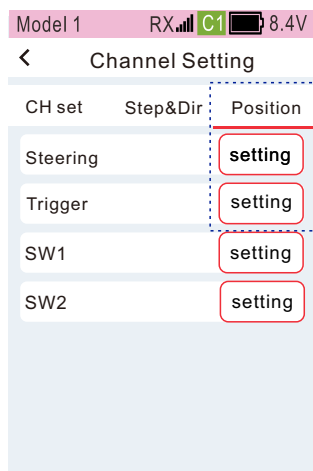 Model 1 RX C1 8.4V
Channel Setting
CH set Step&Dir Position
Steering setting
Trigger setting
SW1 setting
SW2 setting